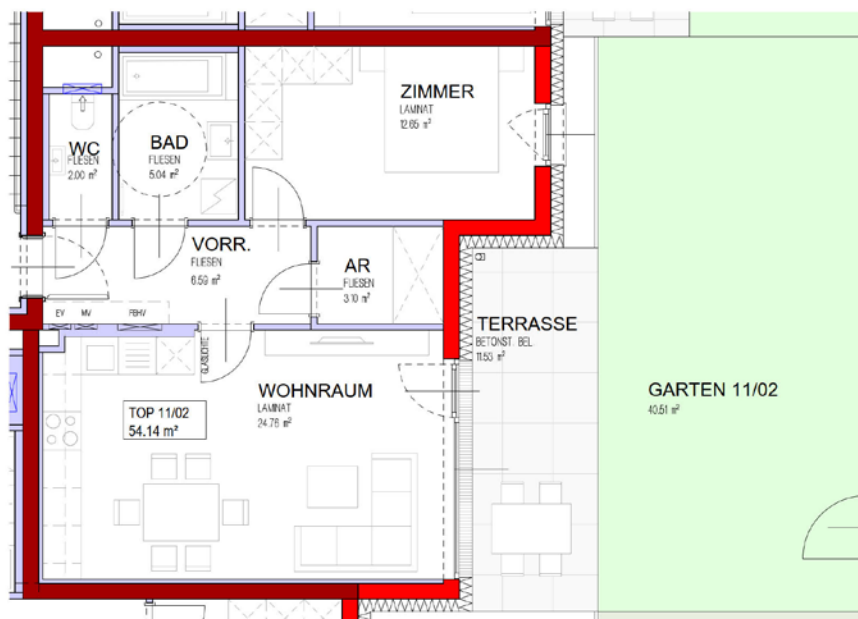 ZIMMER
LAMINAT
12.65 m²
WC
FLIESEN
2.00 m²
BAD
FLIESEN
5.04 m²
VORR.
FLIESEN
6.59 m²
AR
FLIESEN
3.10 m²
EV
MV
FBHV
GLASLICHTE
TERRASSE
BETONST. BEL.
11.53 m²
WOHNRAUM
LAMINAT
24.76 m²
GARTEN 11/02
40.51 m²
TOP 11/02
54.14 m²